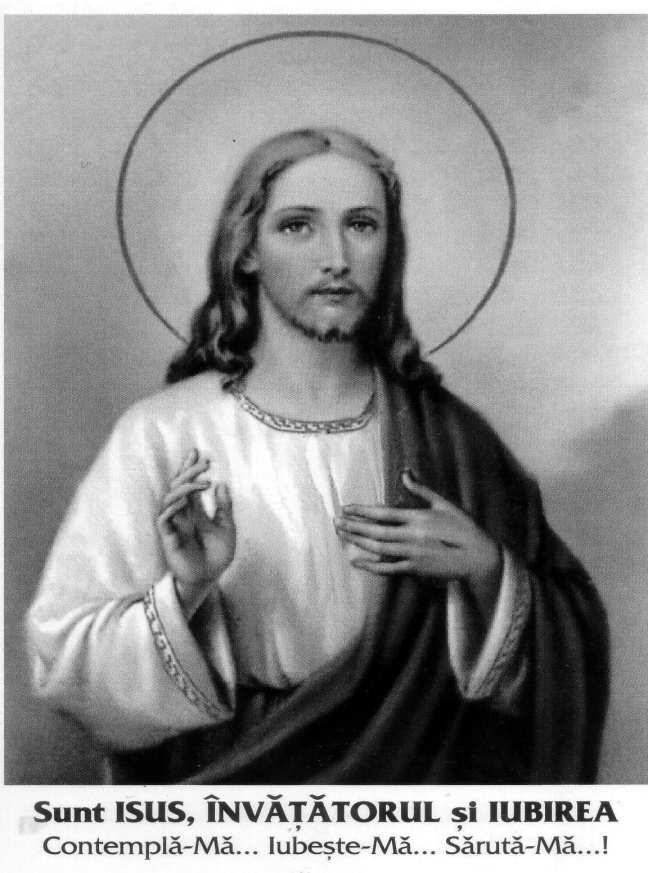 Sunt ISUS, ÎNVĂȚĂTORUL și IUBIREA
Contemplă-Mă... Iubește-Mă... Sărută-Mă...!